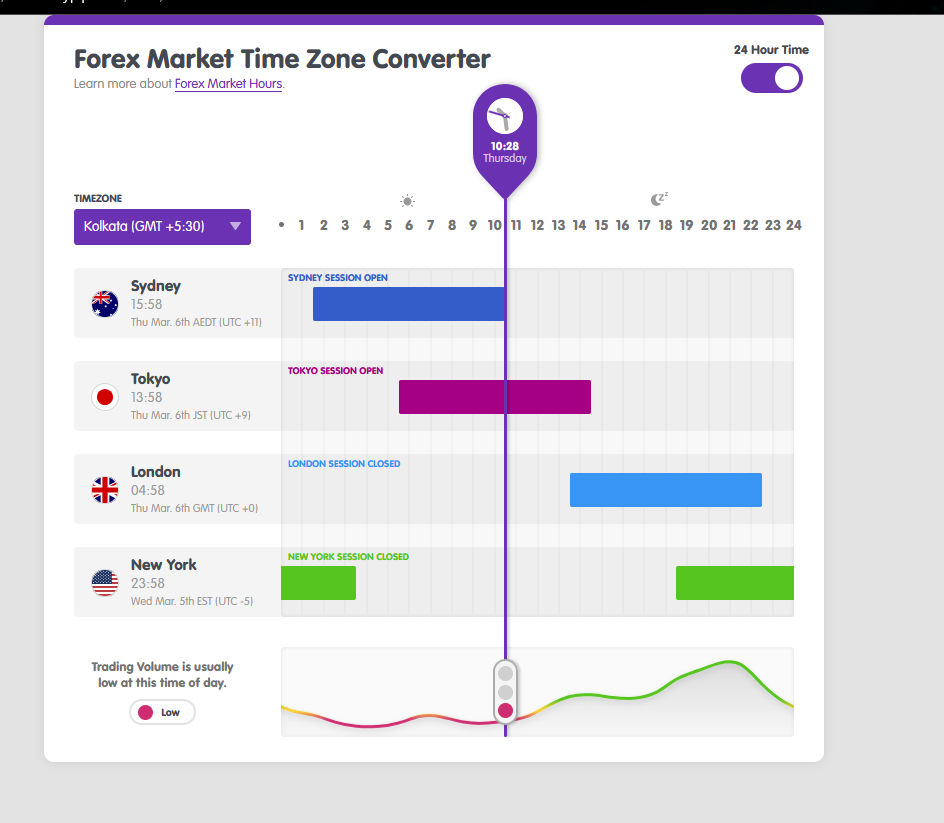 Forex Market Time Zone Converter
Learn more about Forex Market Hours.
24 Hour Time
10:28
Thursday
TIMEZONE
Kolkata (GMT +5:30)
z z z
• 1 2 3 4 5 6 7 8 9 10 11 12 13 14 15 16 17 18 19 20 21 22 23 24
Sydney
15:58
Thu Mar. 6th AEDT (UTC +11)
SYDNEY SESSION OPEN
Tokyo
13:58
Thu Mar. 6th JST (UTC +9)
TOKYO SESSION OPEN
London
04:58
Thu Mar. 6th GMT (UTC +0)
LONDON SESSION CLOSED
New York
23:58
Wed Mar. 5th EST (UTC -5)
NEW YORK SESSION CLOSED
Trading Volume is usually
low at this time of day.
Low